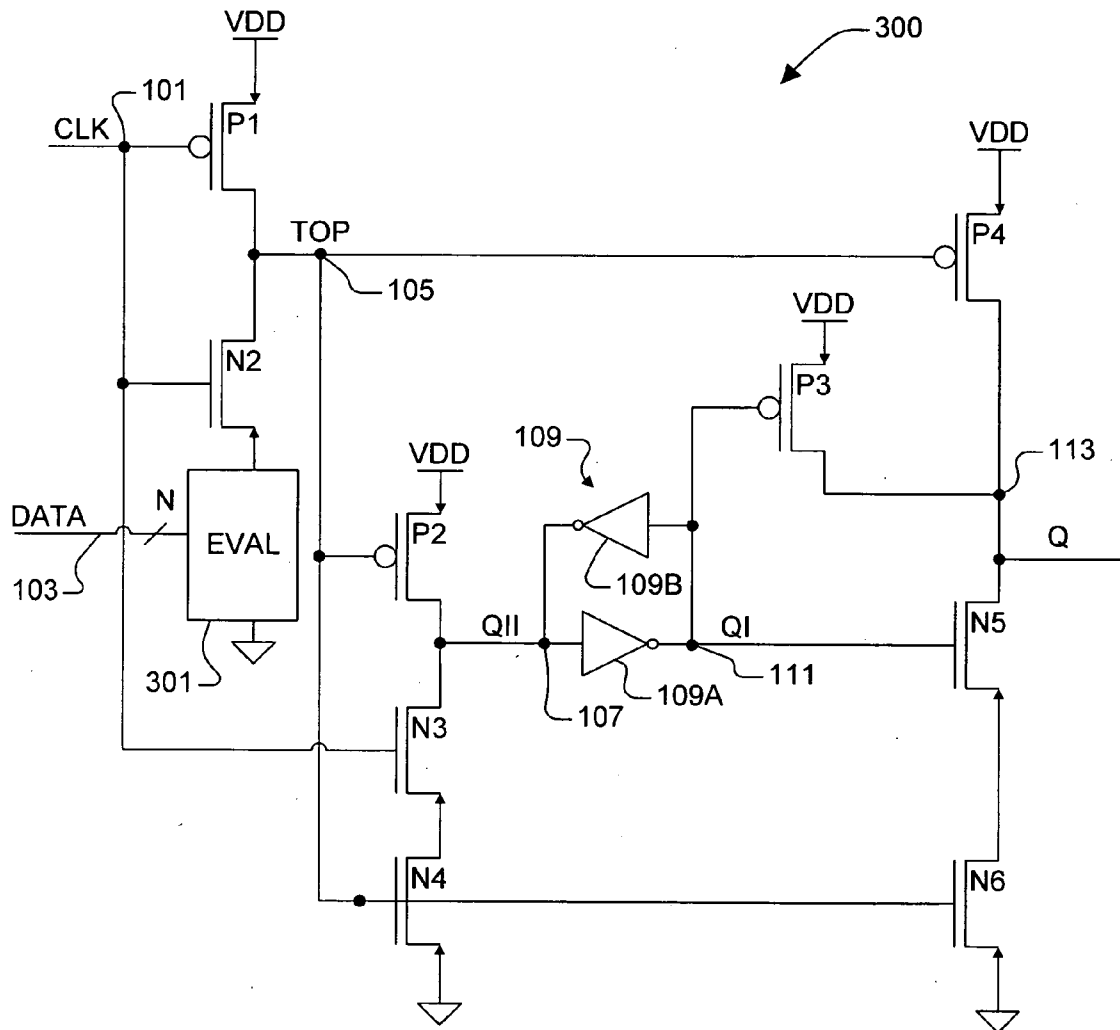 300
VDD
101
CLK
P1
VDD
TOP
P4
105
VDD
N2
P3
109
113
VDD
DATA
N
P2
Q
EVAL
109B
103
QII
QI
N5
301
109A
111
107
N3
N4
N6